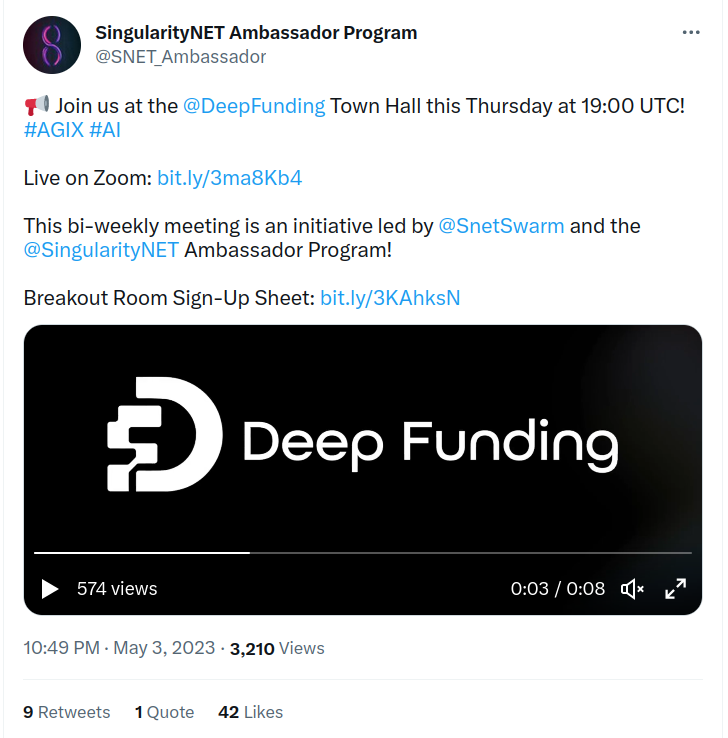 SingularityNET Ambassador Program
@SNET_Ambassador
📢 Join us at the @DeepFunding Town Hall this Thursday at 19:00 UTC!
#AGIX #AI
Live on Zoom: bit.ly/3ma8Kb4
This bi-weekly meeting is an initiative led by @SnetSwarm and the
@SingularityNET Ambassador Program!
Breakout Room Sign-Up Sheet: bit.ly/3KAhksN
Deep Funding
574 views
0:03 / 0:08
10:49 PM · May 3, 2023 · 3,210 Views
9 Retweets 1 Quote 42 Likes